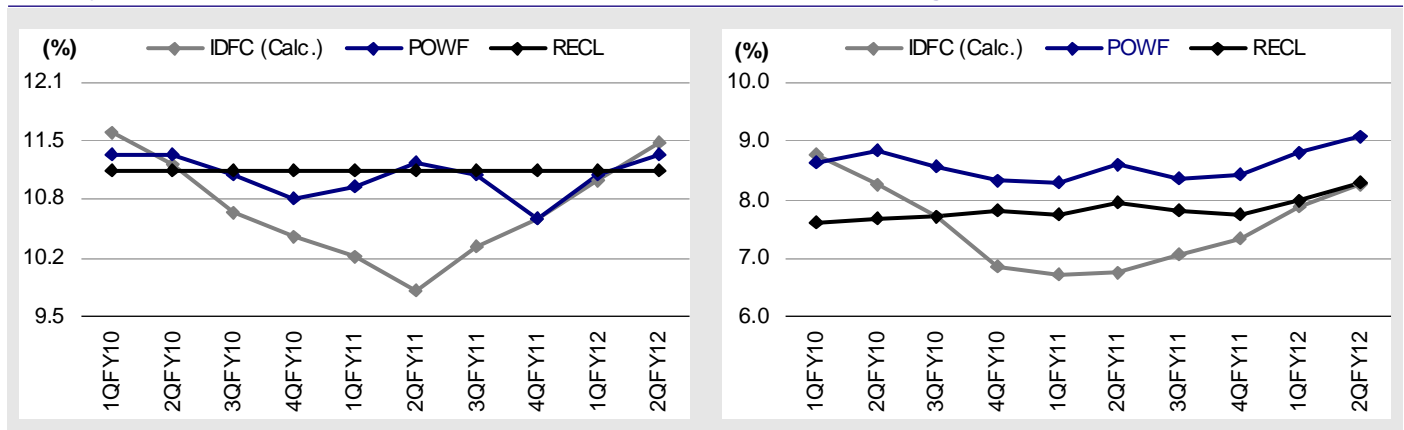 (%) IDFC (Calc.) POWF RECL
12.1
11.5
10.8
10.2
9.5
1QFY10
2QFY10
3QFY10
4QFY10
1QFY11
2QFY11
3QFY11
4QFY11
1QFY12
2QFY12
(%) IDFC (Calc.) POWF RECL
10.0
9.0
8.0
7.0
6.0
1QFY10
2QFY10
3QFY10
4QFY10
1QFY11
2QFY11
3QFY11
4QFY11
1QFY12
2QFY12